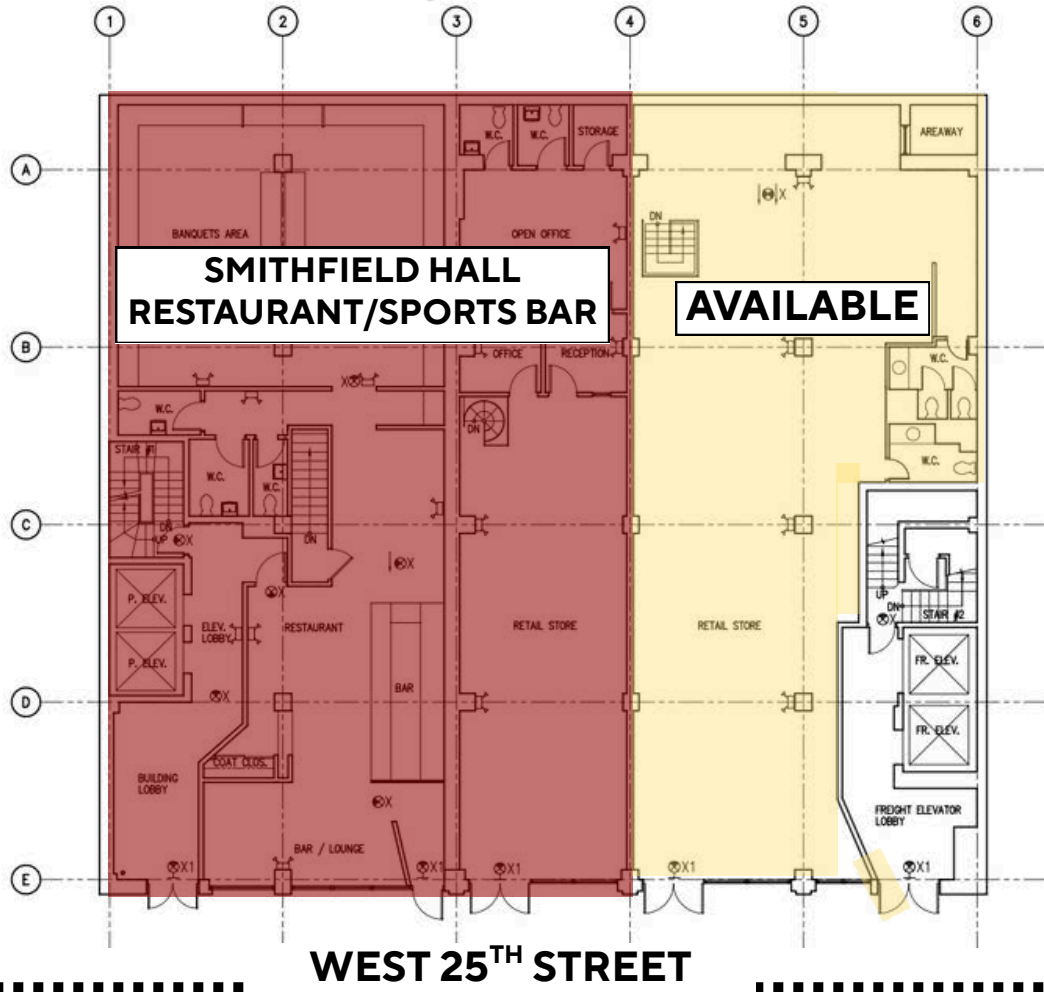 1 2 3 4 5 6
W.C. W.C. STORAGE AREAWAY
A
X
DN
BANQUETS AREA OPEN OFFICE
SMITHFIELD HALL
RESTAURANT/SPORTS BAR
AVAILABLE
B
OFFICE RECEPTION W.C.
X
W.C.
DN
STAIR #1
W.C. W.C. W.C.
C
DN
UP X DN
X
X
UP
P. ELEV. DN STAIR #2
X
ELEV.
LOBBY
RESTAURANT RETAIL STORE RETAIL STORE
P. ELEV. FR. ELEV.
BAR
X
D
FR. ELEV.
COAT CLOS.
BUILDING
LOBBY
X
FREIGHT ELEVATOR
LOBBY
BAR / LOUNGE
E
X1 X1 X1 X1 X1
WEST 25TH STREET